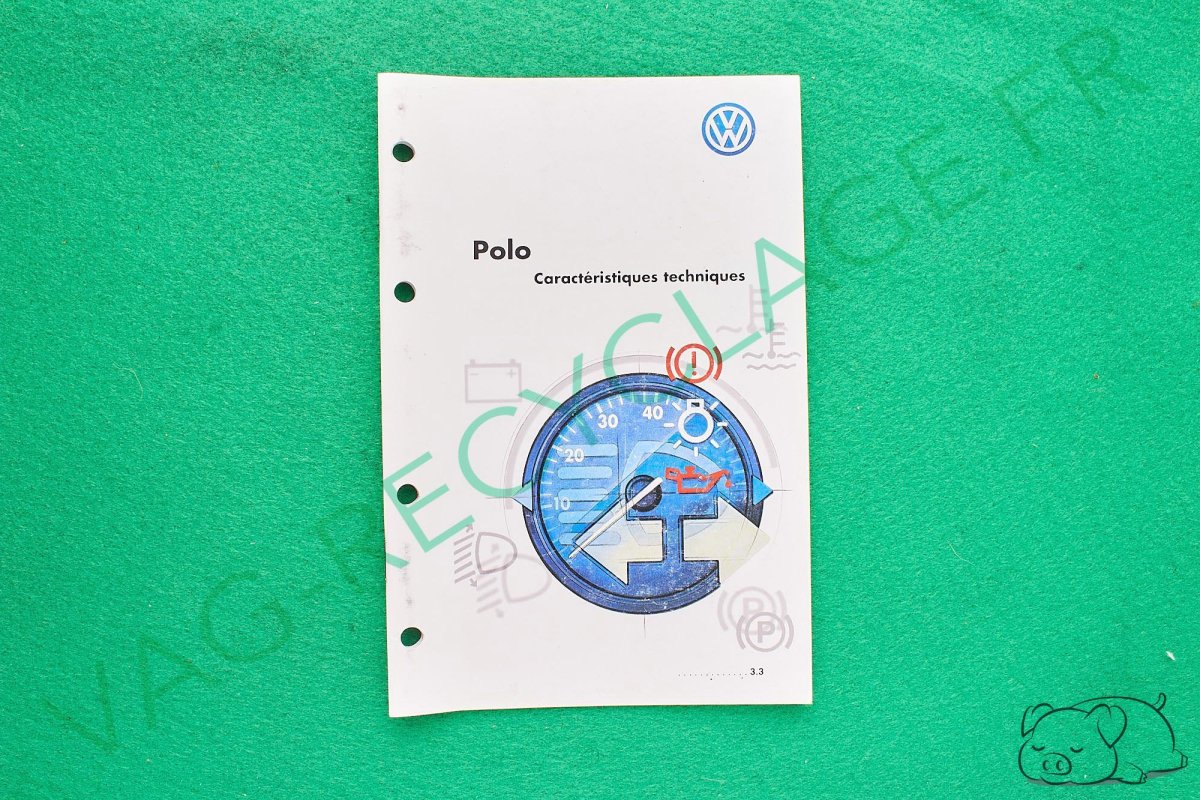 Polo
Caractéristiques techniques
E
E
10
20
30
40
!
P
P
3.3
VAG-RECYCLAGE.FR